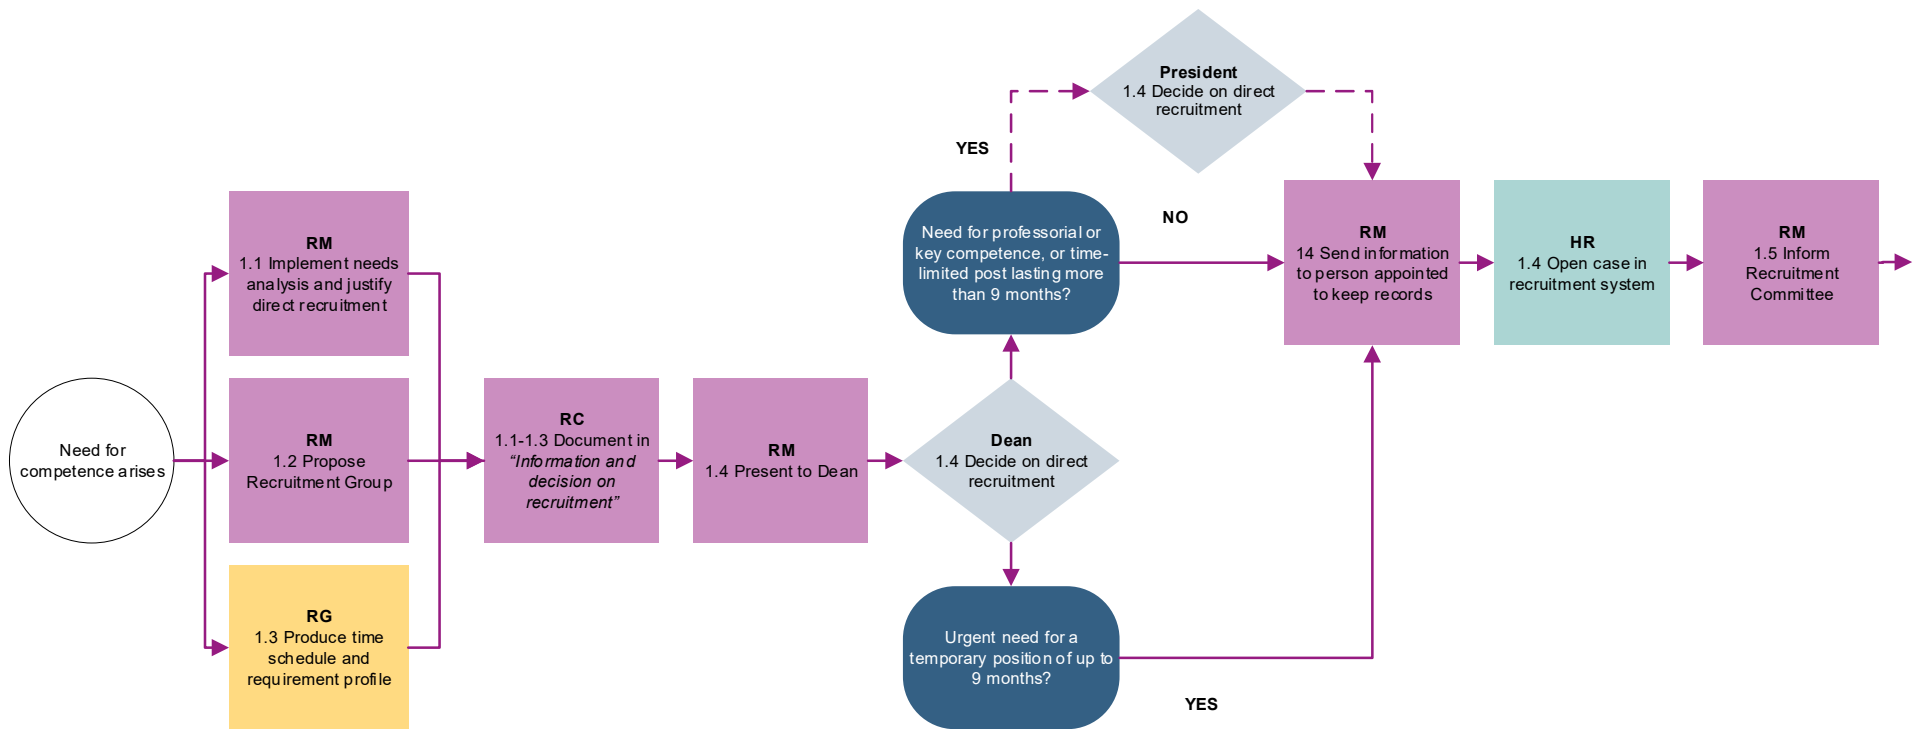 Need for
competence arises
RM
1.1 Implement needs
analysis and justify
direct recruitment
RM
1.2 Propose
Recruitment Group
RG
1.3 Produce time
schedule and
requirement profile
RC
1.1-1.3 Document in
“Information and
decision on
recruitment”
RM
1.4 Present to Dean
Dean
1.4 Decide on direct
recruitment
YES
President
1.4 Decide on direct
recruitment
Need for professorial or
key competence, or time-
limited post lasting more
than 9 months?
NO
Urgent need for a
temporary position of up to
9 months?
YES
RM
14 Send information
to person appointed
to keep records
HR
1.4 Open case in
recruitment system
RM
1.5 Inform
Recruitment
Committee